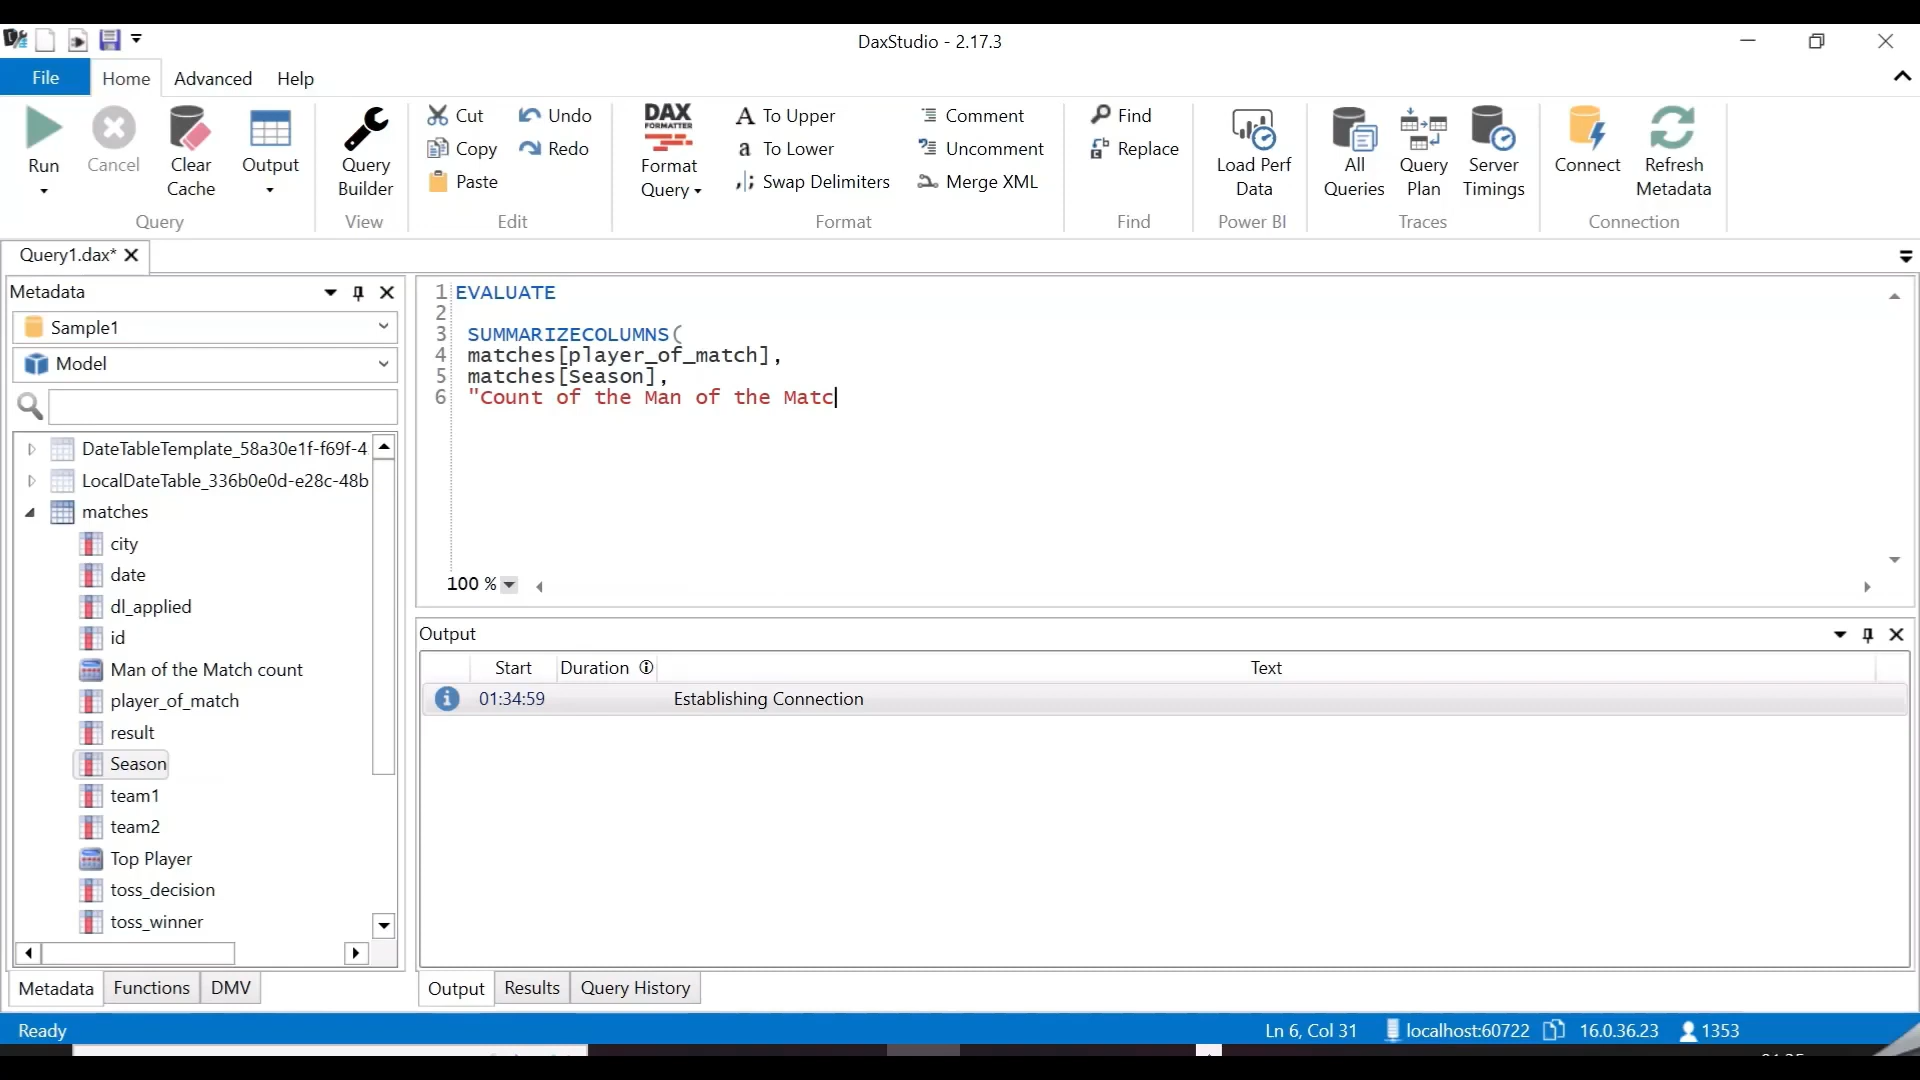 DaxStudio - 2.17.3
File Home Advanced Help
Run
Cancel
Clear Cache
Output
Query
Query Builder
View
Cut
Copy
Paste
Undo
Redo
Edit
DAX FORMATTER
Format Query
To Upper
To Lower
Swap Delimiters
Comment
Uncomment
Merge XML
Format
Find
Replace
Find
Load Perf Data
Power BI
All Queries
Query Plan
Server Timings
Traces
Connect
Refresh Metadata
Connection
Query1.dax*
Metadata
Sample1
Model
DateTableTemplate_58a30e1f-f69f-4
LocalDateTable_336b0e0d-e28c-48b
matches
city
date
dl_applied
id
Man of the Match count
player_of_match
result
Season
team1
team2
Top Player
toss_decision
toss_winner
Metadata Functions DMV
1 EVALUATE
2
3 SUMMARIZECOLUMNS(
4 matches[player_of_match],
5 matches[Season],
6 "Count of the Man of the Matc
100 %
Output
Start Duration Text
01:34:59 Establishing Connection
Output Results Query History
Ready Ln 6, Col 31 localhost:60722 16.0.36.23 1353